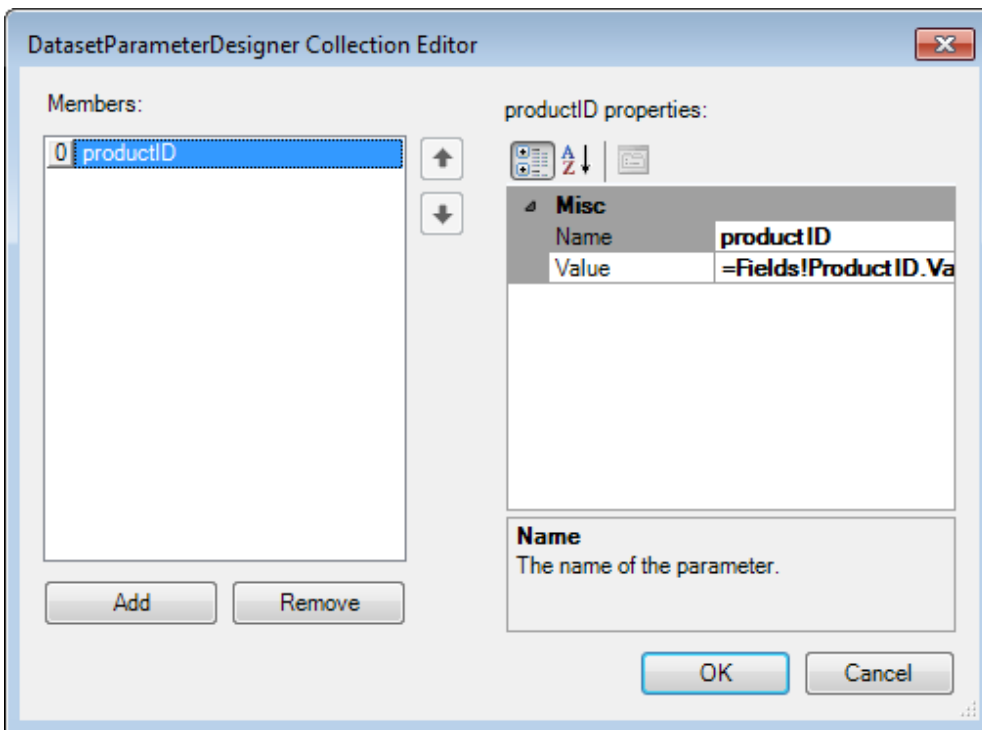 DatasetParameterDesigner Collection Editor
Members:
0 productID
Add
Remove
productID properties:
A
Z
Misc
Name productID
Value =Fields!ProductID.Va
Name
The name of the parameter.
OK
Cancel